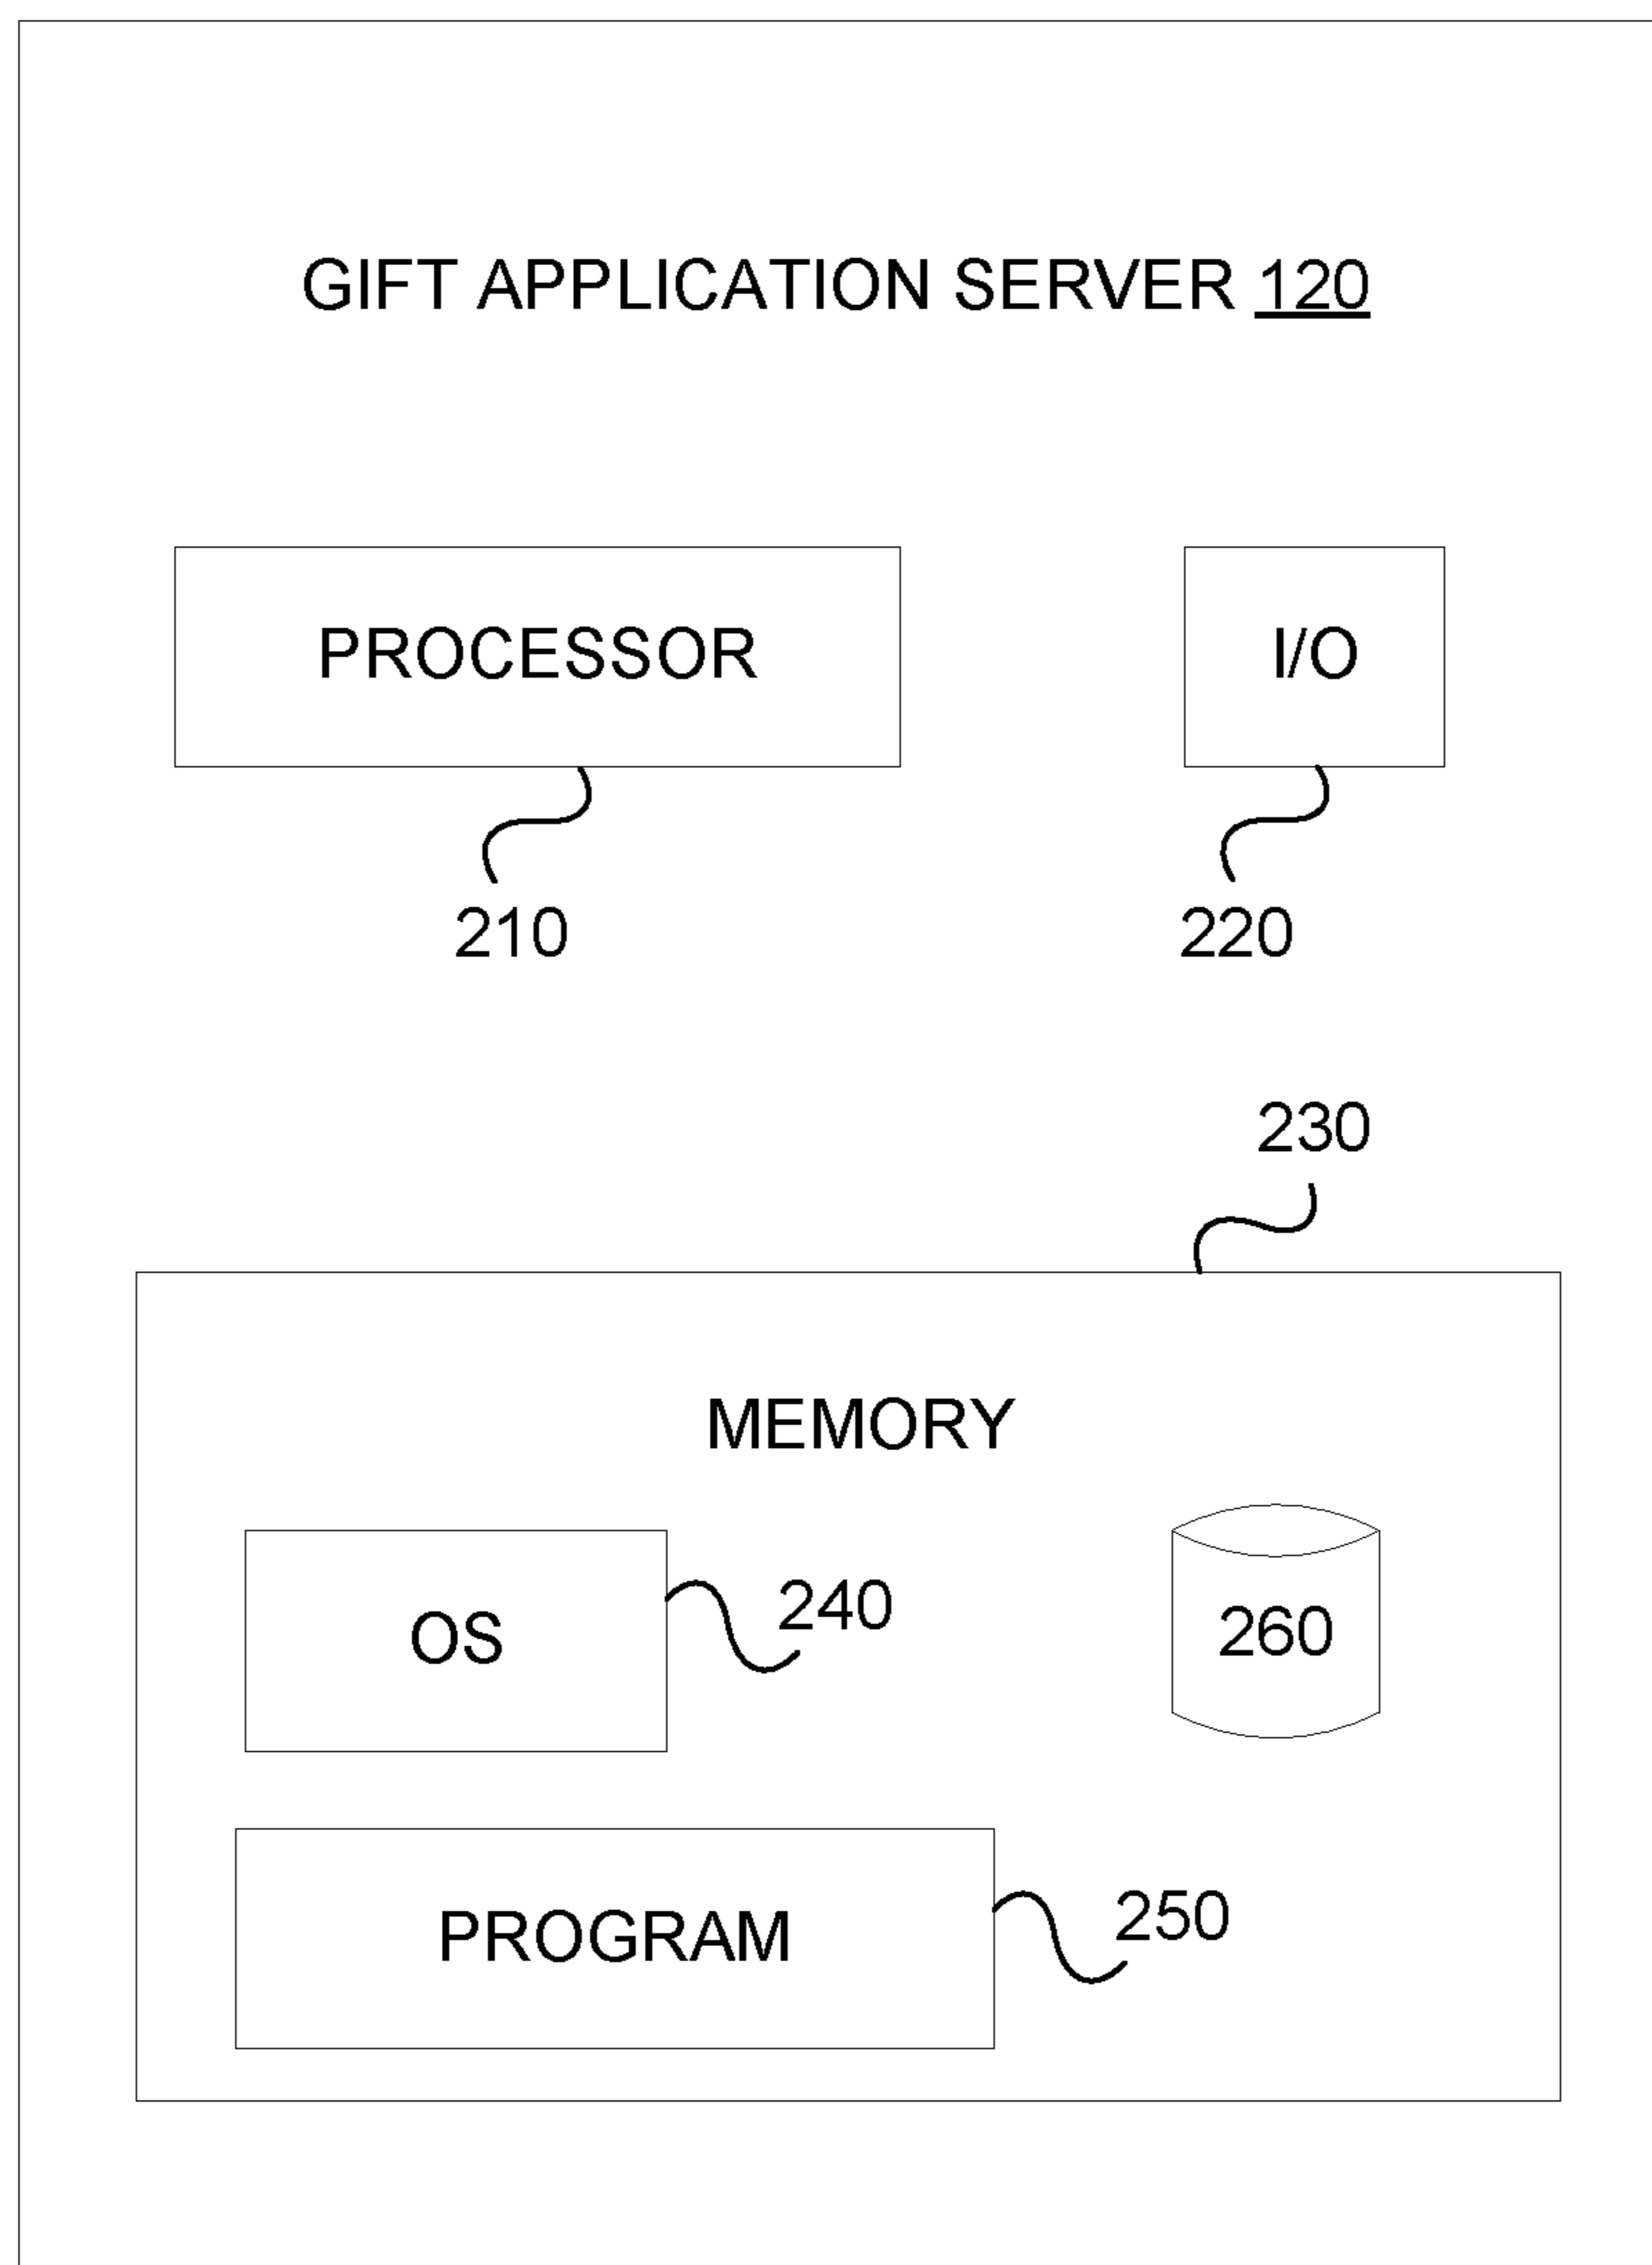 GIFT APPLICATION SERVER 120
PROCESSOR
I/O
210
220
230
MEMORY
OS
240
260
PROGRAM
250